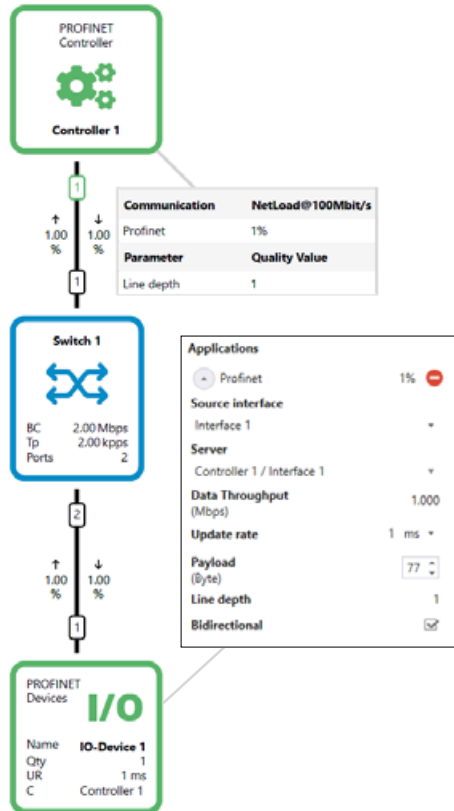 PROFINET
Controller
Controller 1
1
↑ ↓
1.00 1.00
% %
1
Communication NetLoad@100Mbit/s
Profinet 1%
Parameter Quality Value
Line depth 1
Switch 1
BC 2.00 Mbps
Tp 2.00 kpps
Ports 2
2
↑ ↓
1.00 1.00
% %
1
Applications
Profinet 1%
Source interface
Interface 1
Server
Controller 1 / Interface 1
Data Throughput 1.000
(Mbps)
Update rate 1 ms
Payload 77
(Byte)
Line depth 1
Bidirectional
PROFINET
Devices
I/O
Name IO-Device 1
Qty 1
UR 1 ms
C Controller 1